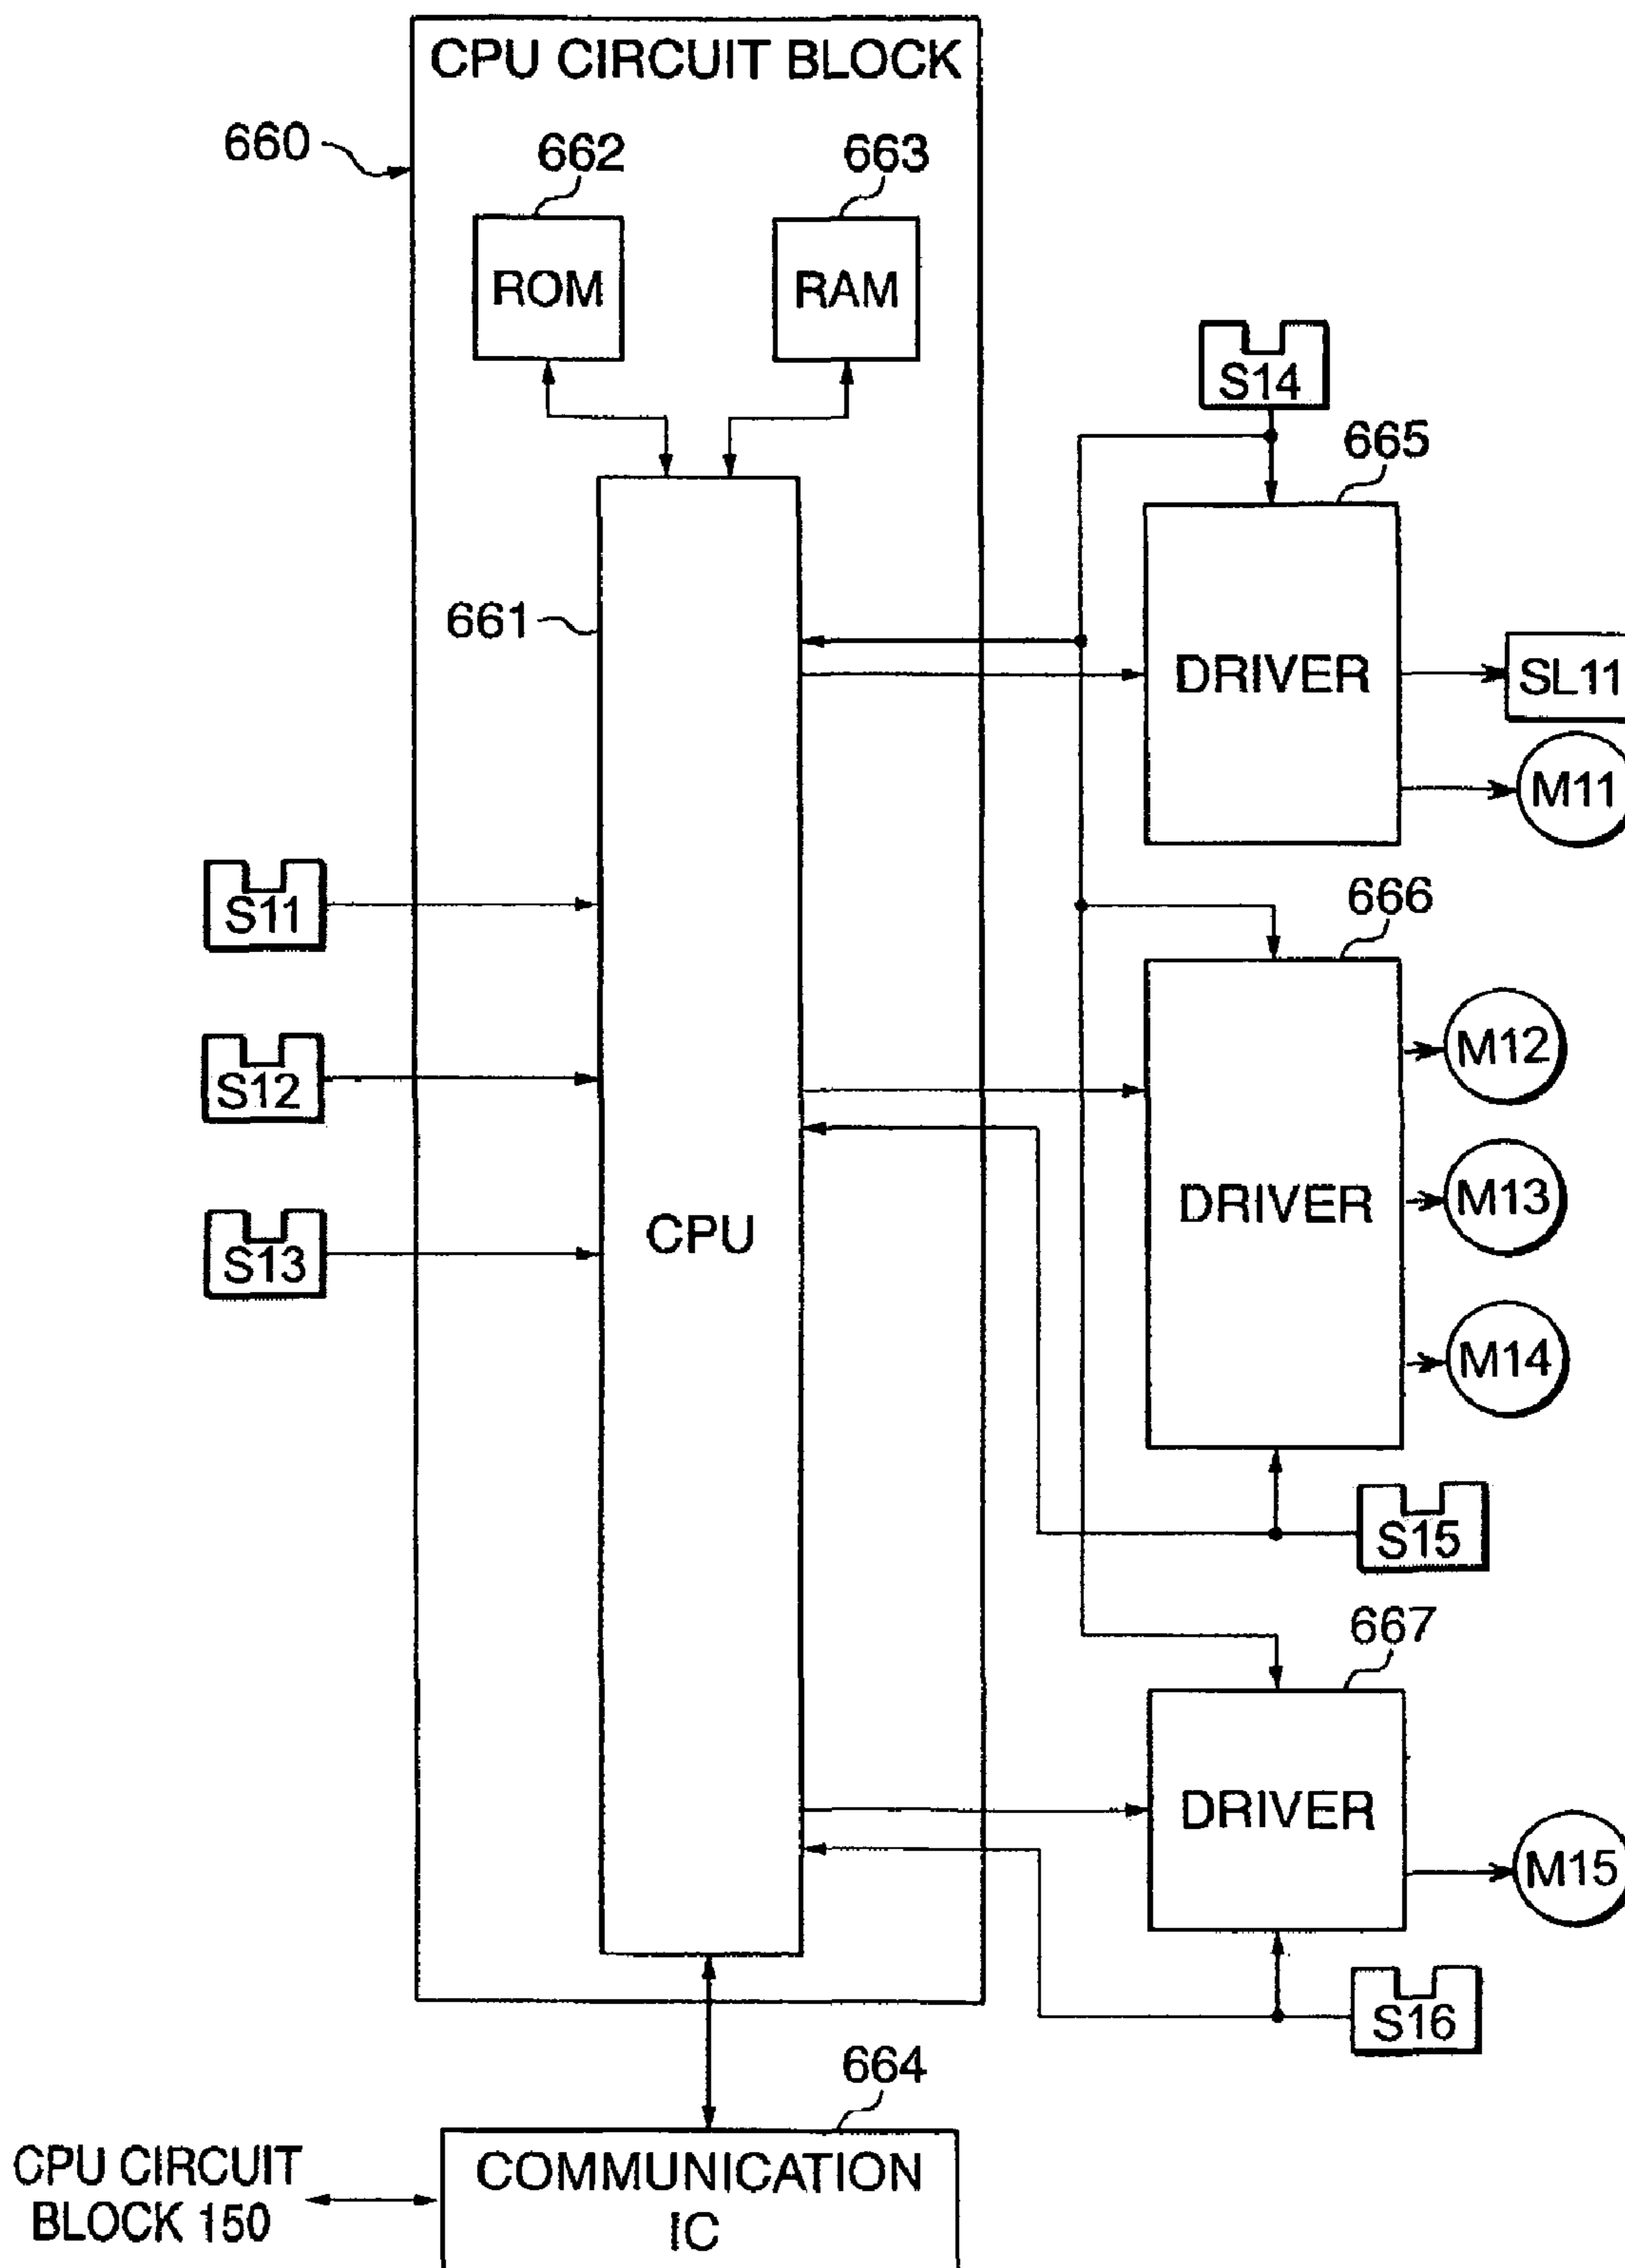 CPU CIRCUIT BLOCK
660
662
663
ROM
RAM
S14
665
661
DRIVER
SL11
M11
S11
666
M12
S12
DRIVER
M13
CPU
S13
M14
S15
667
DRIVER
M15
S16
664
CPU CIRCUIT
BLOCK 150
COMMUNICATION
IC